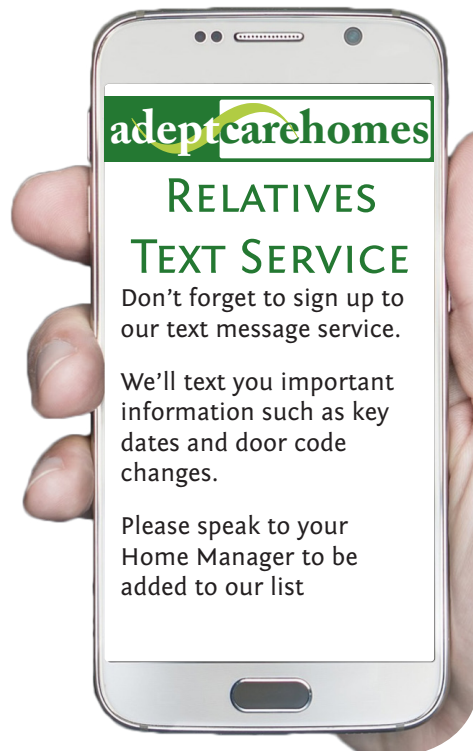 adeptcarehomes
RELATIVES
TEXT SERVICE
Don’t forget to sign up to
our text message service.
We’ll text you important
information such as key
dates and door code
changes.
Please speak to your
Home Manager to be
added to our list